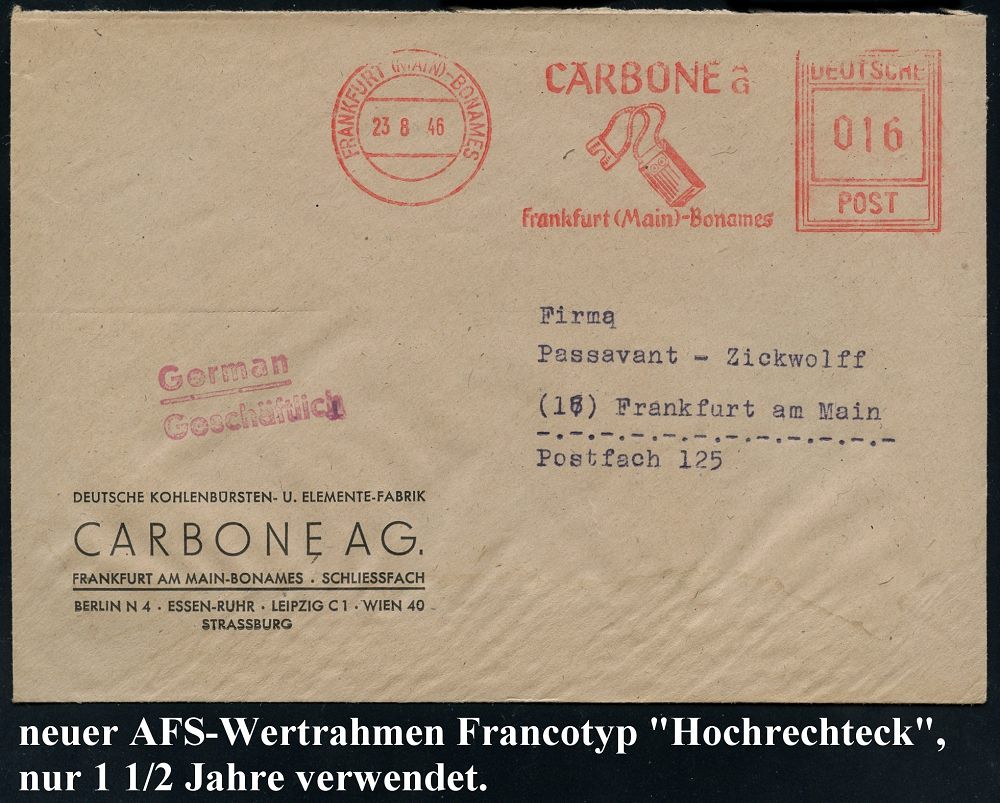 FRANKFURT (MAIN)-BONAMES
23 8 46
CARBONE AG
Frankfurt (Main)-Bonames
DEUTSCHE
016
POST
Firma
Passavant - Zickwolff
(16) Frankfurt am Main
-.-.-.-.-.-.-.-.-.-.-.-
Postfach 125
German
Geschäftlich
DEUTSCHE KOHLENBÜRSTEN- U. ELEMENTE-FABRIK
CARBONE AG.
FRANKFURT AM MAIN-BONAMES · SCHLIESSFACH
BERLIN N 4 · ESSEN-RUHR · LEIPZIG C 1 · WIEN 40
STRASSBURG
neuer AFS-Wertrahmen Francotyp "Hochrechteck",
nur 1 1/2 Jahre verwendet.